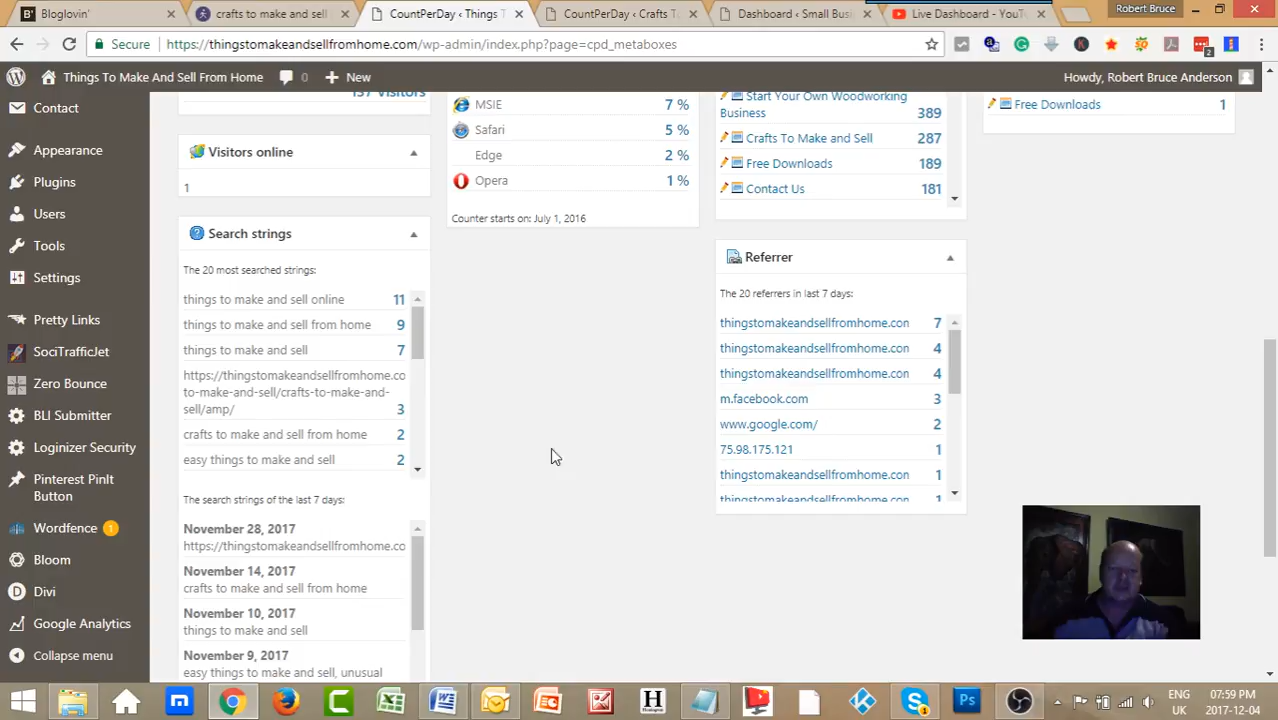 Bloglovin'
crafts to make and sell
CountPerDay ‹ Things T
CountPerDay ‹ Crafts To
Dashboard ‹ Small Busi
Live Dashboard - YouT
Robert Bruce
Secure
https://thingstomakeandsellfromhome.com/wp-admin/index.php?page=cpd_metaboxes
2
Things To Make And Sell From Home
0
New
Howdy, Robert Bruce Anderson
Contact
Appearance
Plugins
Users
Tools
Settings
Pretty Links
SociTrafficJet
Zero Bounce
BLI Submitter
Loginizer Security
Pinterest PinIt
Button
Wordfence 1
Bloom
Divi
Google Analytics
Collapse menu
137 Visitors
Visitors online
1
Search strings
The 20 most searched strings:
things to make and sell online 11
things to make and sell from home 9
things to make and sell 7
https://thingstomakeandsellfromhome.co
to-make-and-sell/crafts-to-make-and-
sell/amp/ 3
crafts to make and sell from home 2
easy things to make and sell 2
The search strings of the last 7 days:
November 28, 2017
https://thingstomakeandsellfromhome.co
November 14, 2017
crafts to make and sell from home
November 10, 2017
things to make and sell
November 9, 2017
easy things to make and sell, unusual
MSIE 7 %
Safari 5 %
Edge 2 %
Opera 1 %
Counter starts on: July 1, 2016
Start Your Own Woodworking
Business 389
Crafts To Make and Sell 287
Free Downloads 189
Contact Us 181
Referrer
The 20 referrers in last 7 days:
thingstomakeandsellfromhome.con 7
thingstomakeandsellfromhome.con 4
thingstomakeandsellfromhome.con 4
m.facebook.com 3
www.google.com/ 2
75.98.175.121 1
thingstomakeandsellfromhome.con 1
thingstomakeandsellfromhome.con 1
Free Downloads 1
ENG
UK
07:59 PM
2017-12-04